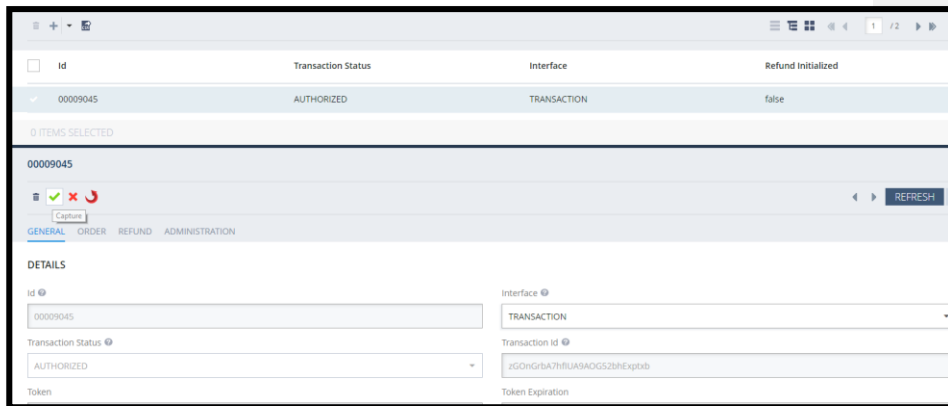 1 /2
Id Transaction Status Interface Refund Initialized
00009045 AUTHORIZED TRANSACTION false
0 ITEMS SELECTED
00009045
REFRESH
Capture
GENERAL ORDER REFUND ADMINISTRATION
DETAILS
Id Interface
00009045 TRANSACTION
Transaction Status Transaction Id
AUTHORIZED zGOnGrbA7hflUA9AOG52bhExptxb
Token Token Expiration